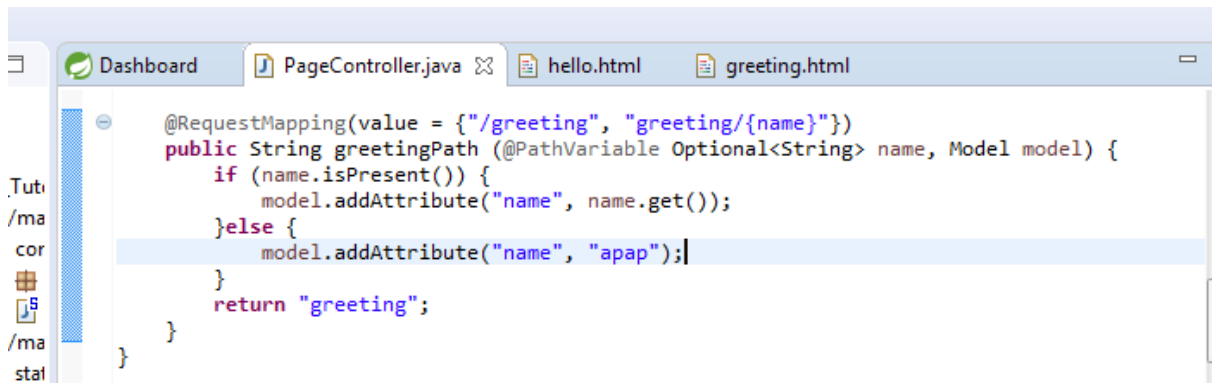 Dashboard PageController.java hello.html greeting.html
@RequestMapping(value = {"/greeting", "greeting/{name}"})
public String greetingPath (@PathVariable Optional<String> name, Model model) {
if (name.isPresent()) {
model.addAttribute("name", name.get());
}else {
model.addAttribute("name", "apap");
}
return "greeting";
}
}
_Tut
/ma
cor
/ma
stat